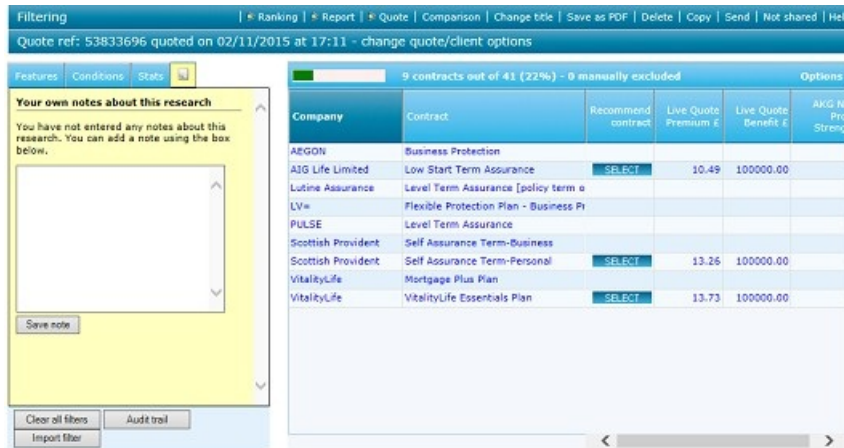 Filtering | Ranking | Report | Quote | Comparison | Change title | Save as PDF | Delete | Copy | Send | Not shared | Hel
Quote ref: 53833696 quoted on 02/11/2015 at 17:11 - change quote/client options
Features Conditions Stats
Your own notes about this research
You have not entered any notes about this
research. You can add a note using the box
below.
Save note
Clear all filters Audit trail
Import filter
9 contracts out of 41 (22%) - 0 manually excluded Options
Company Contract Recommend contract Live Quote Premium £ Live Quote Benefit £ AKG N Pro Streng
AEGON Business Protection
AIG Life Limited Low Start Term Assurance SELECT 10.49 100000.00
Lutine Assurance Level Term Assurance [policy term o
LV= Flexible Protection Plan - Business Pr
PULSE Level Term Assurance
Scottish Provident Self Assurance Term-Business
Scottish Provident Self Assurance Term-Personal SELECT 13.26 100000.00
VitalityLife Mortgage Plus Plan
VitalityLife VitalityLife Essentials Plan SELECT 13.73 100000.00